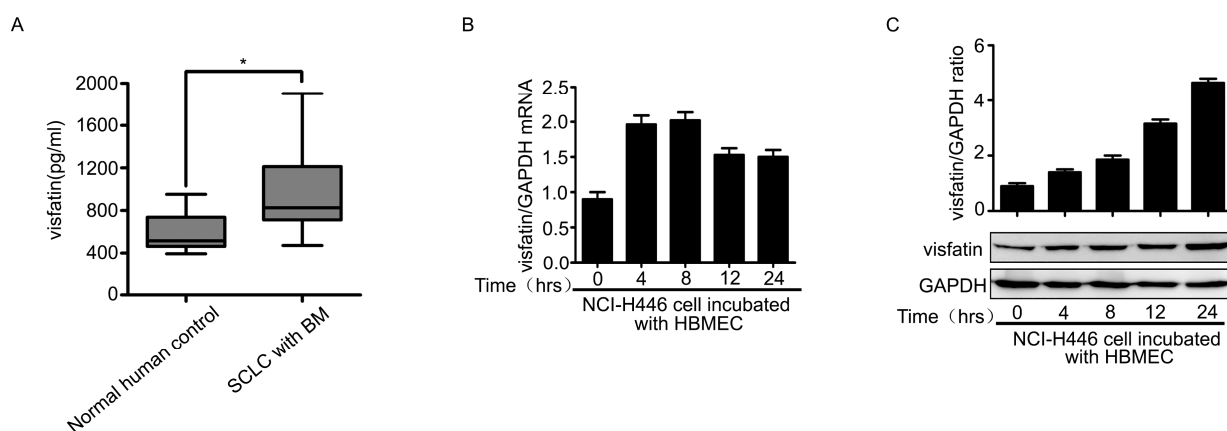 A
visfatin(pg/ml)
2000
1600
1200
800
400
0
*
Normal human control
SCLC with BM
B
visfatin/GAPDH mRNA
2.5
2.0
1.5
1.0
0.5
0.0
Time（hrs） 0 4 8 12 24
NCI-H446 cell incubated
with HBMEC
C
visfatin/GAPDH ratio
6
4
2
0
visfatin
GAPDH
Time（hrs） 0 4 8 12 24
NCI-H446 cell incubated
with HBMEC